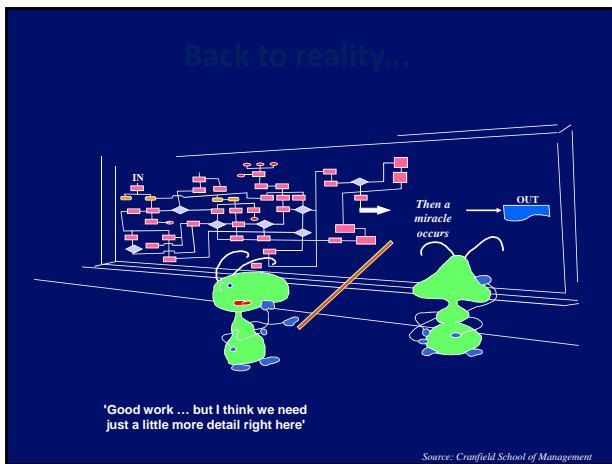 Back to reality...
IN
Then a
miracle
occurs
OUT
'Good work ... but I think we need
just a little more detail right here'
Source: Cranfield School of Management